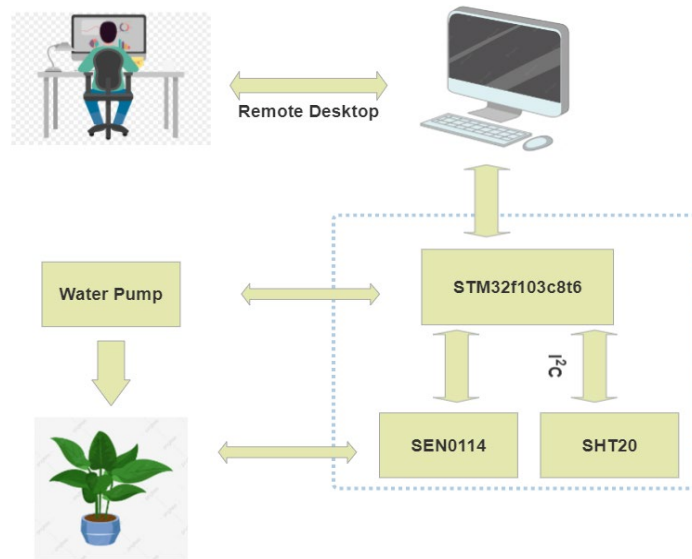 Remote Desktop
STM32f103c8t6
Water Pump
I²C
SEN0114
SHT20